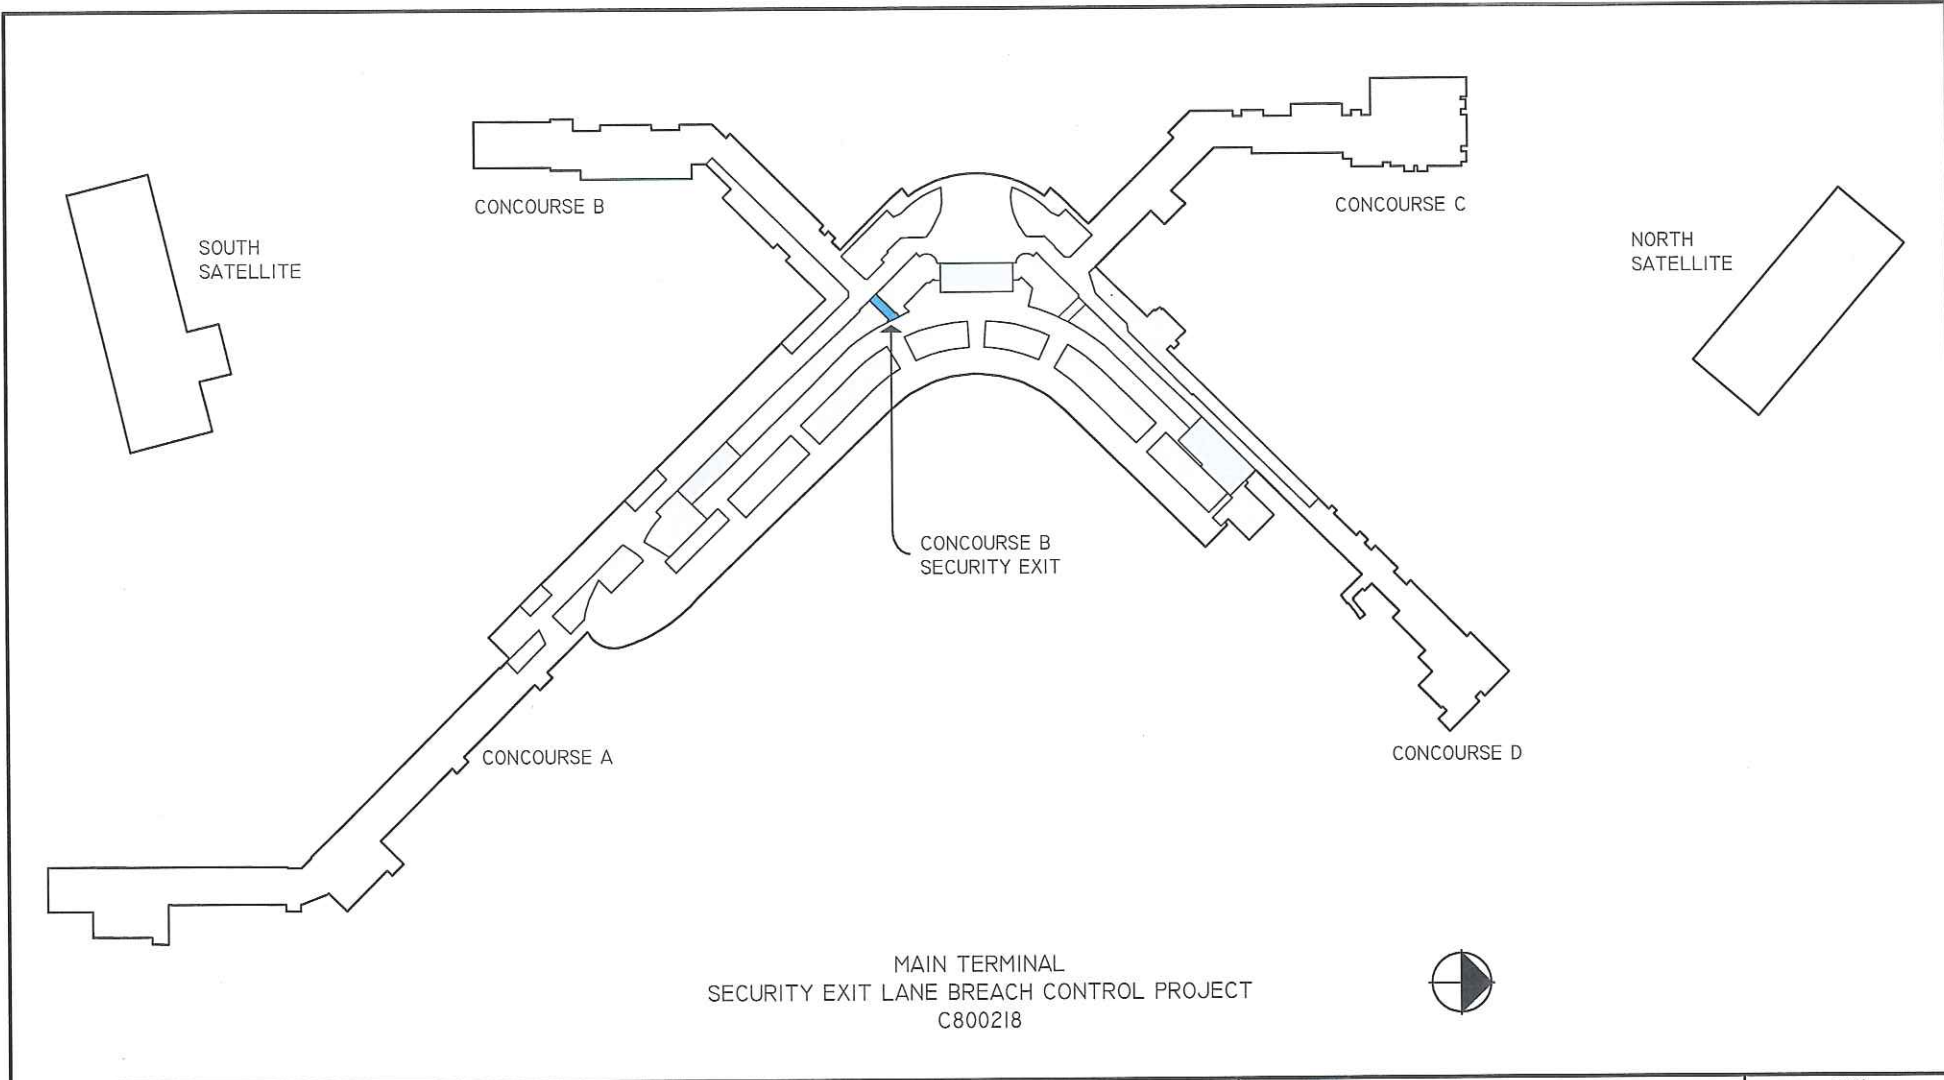 CONCOURSE B
CONCOURSE C
SOUTH
SATELLITE
NORTH
SATELLITE
CONCOURSE B
SECURITY EXIT
CONCOURSE A
CONCOURSE D
MAIN TERMINAL
SECURITY EXIT LANE BREACH CONTROL PROJECT
C800218